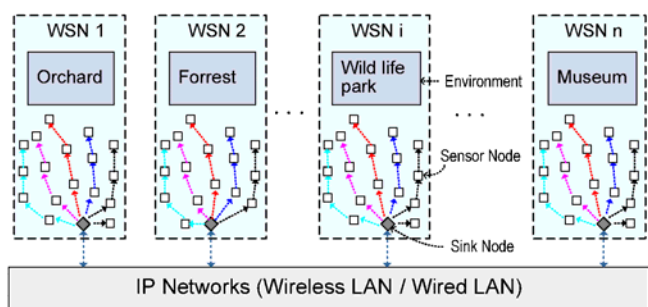 WSN 1
WSN 2
WSN i
WSN n
Orchard
Forrest
Wild life
park
Environment
Museum
. . .
. . .
Sensor Node
Sink Node
IP Networks (Wireless LAN / Wired LAN)